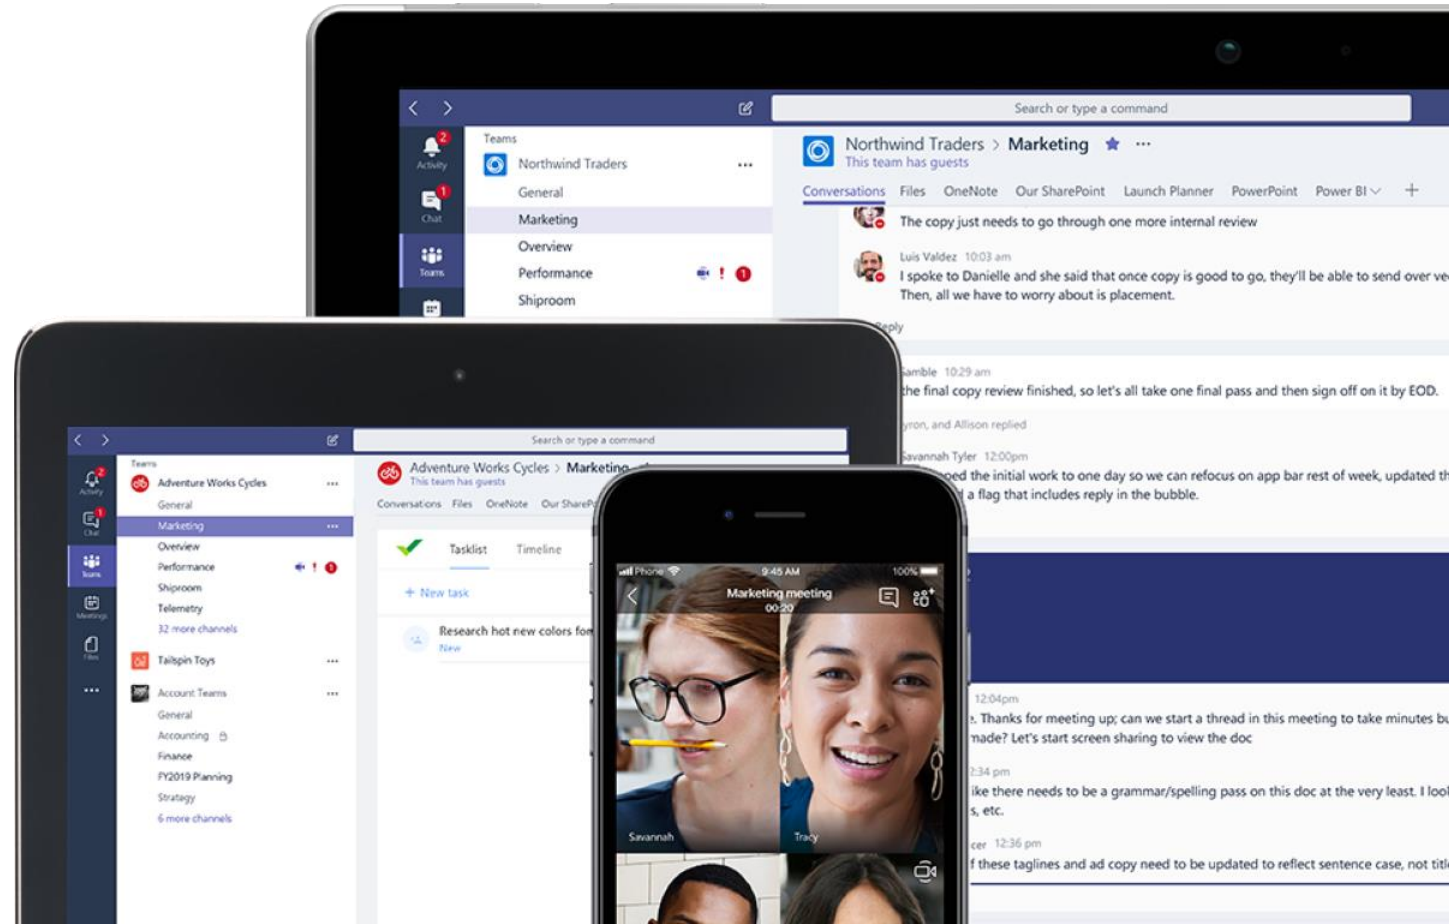 Search or type a command
2
Activity
1
Chat
Teams
Teams
Northwind Traders
General
Marketing
Overview
Performance
1
Shiproom
Northwind Traders > Marketing
This team has guests
Conversations Files OneNote Our SharePoint Launch Planner PowerPoint Power BI
The copy just needs to go through one more internal review
Luis Valdez 10:03 am
I spoke to Danielle and she said that once copy is good to go, they'll be able to send over
Then, all we have to worry about is placement.
Gamble 10:29 am
the final copy review finished, so let's all take one final pass and then sign off on it by EOD.
and Allison replied
Savannah Tyler 12:00pm
the initial work to one day so we can refocus on app bar rest of week, updated
a flag that includes reply in the bubble.
12:04pm
Thanks for meeting up; can we start a thread in this meeting to take minutes
made? Let's start screen sharing to view the doc
2:34 pm
like there needs to be a grammar/spelling pass on this doc at the very least. I
etc.
12:36 pm
of these taglines and ad copy need to be updated to reflect sentence case, not
Search or type a command
2
Activity
1
Chat
Teams
Meetings
Files
Teams
Adventure Works Cycles
General
Marketing
Overview
Performance
1
Shiproom
Telemetry
32 more channels
Tailspin Toys
Account Teams
General
Accounting
Finance
FY2019 Planning
Strategy
6 more channels
Adventure Works Cycles > Marketing
This team has guests
Conversations Files OneNote Our
Tasklist Timeline
+ New task
Research hot new colors for
New
Phone 9:45 AM 100%
Marketing meeting
00:20
Savannah
Tracy